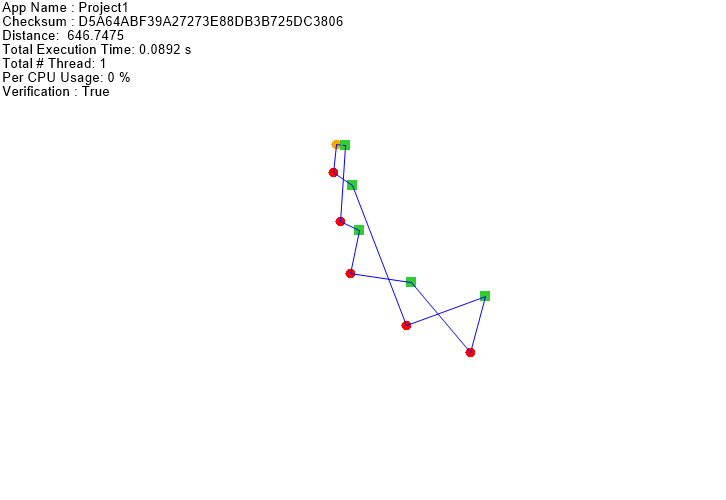 App Name : Project1
Checksum : D5A64ABF39A27273E88DB3B725DC3806
Distance:  646.7475
Total Execution Time: 0.0892 s
Total # Thread: 1
Per CPU Usage: 0 %
Verification : True